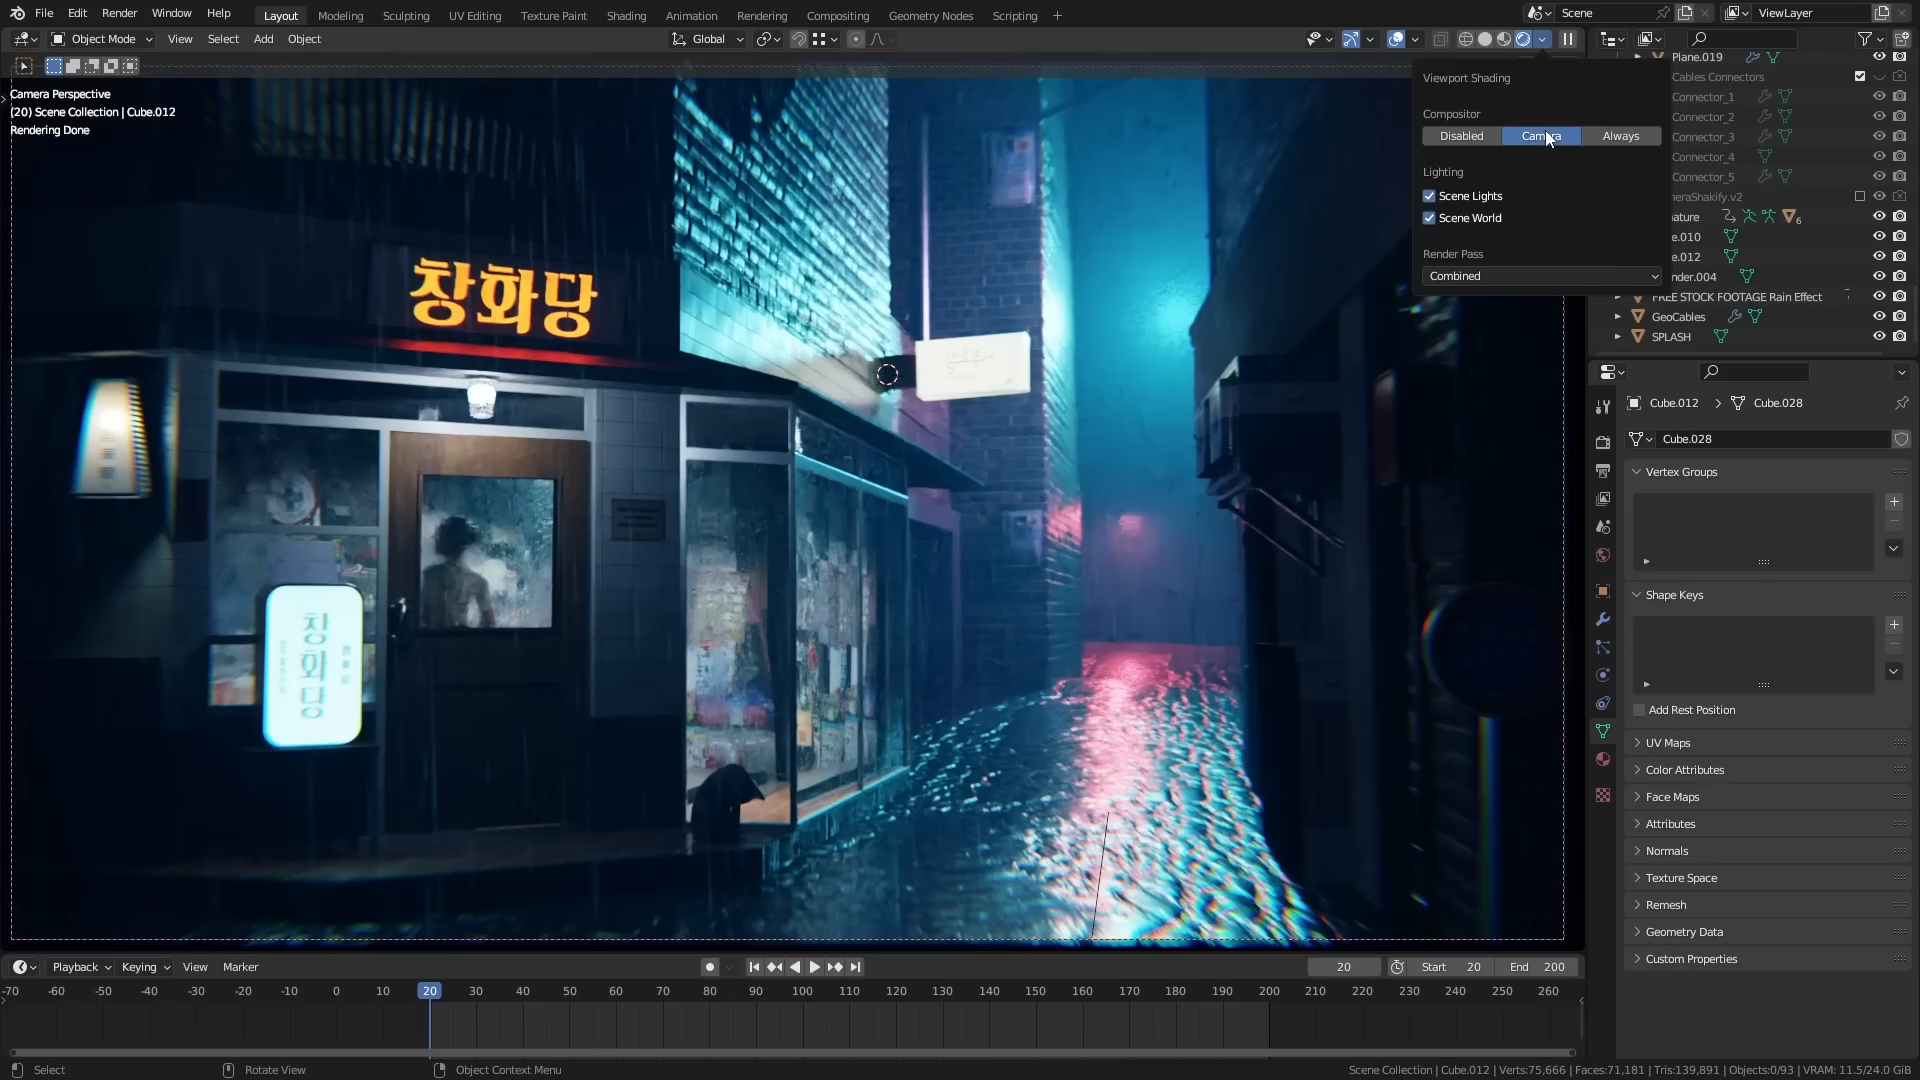 File Edit Render Window Help Layout Modeling Sculpting UV Editing Texture Paint Shading Animation Rendering Compositing Geometry Nodes Scripting + Scene ViewLayer
Object Mode View Select Add Object Global
Camera Perspective
(20) Scene Collection | Cube.012
Rendering Done
창화당
창화당
Viewport Shading
Compositor
Disabled Camera Always
Lighting
Scene Lights
Scene World
Render Pass
Combined
Plane.019
Cables Connectors
Connector_1
Connector_2
Connector_3
Connector_4
Connector_5
neraShakify.v2
ature 6
e.010
e.012
nder.004
FREE STOCK FOOTAGE Rain Effect
GeoCables
SPLASH
Cube.012 Cube.028
Cube.028
Vertex Groups
Shape Keys
Add Rest Position
UV Maps
Color Attributes
Face Maps
Attributes
Normals
Texture Space
Remesh
Geometry Data
Custom Properties
Playback Keying View Marker 20 Start 20 End 200
-70 -60 -50 -40 -30 -20 -10 0 10 20 30 40 50 60 70 80 90 100 110 120 130 140 150 160 170 180 190 200 210 220 230 240 250 260
Select Rotate View Object Context Menu Scene Collection | Cube.012 | Verts:75,666 | Faces:71,181 | Tris:139,891 | Objects:0/93 | VRAM: 11.5/24.0 GiB